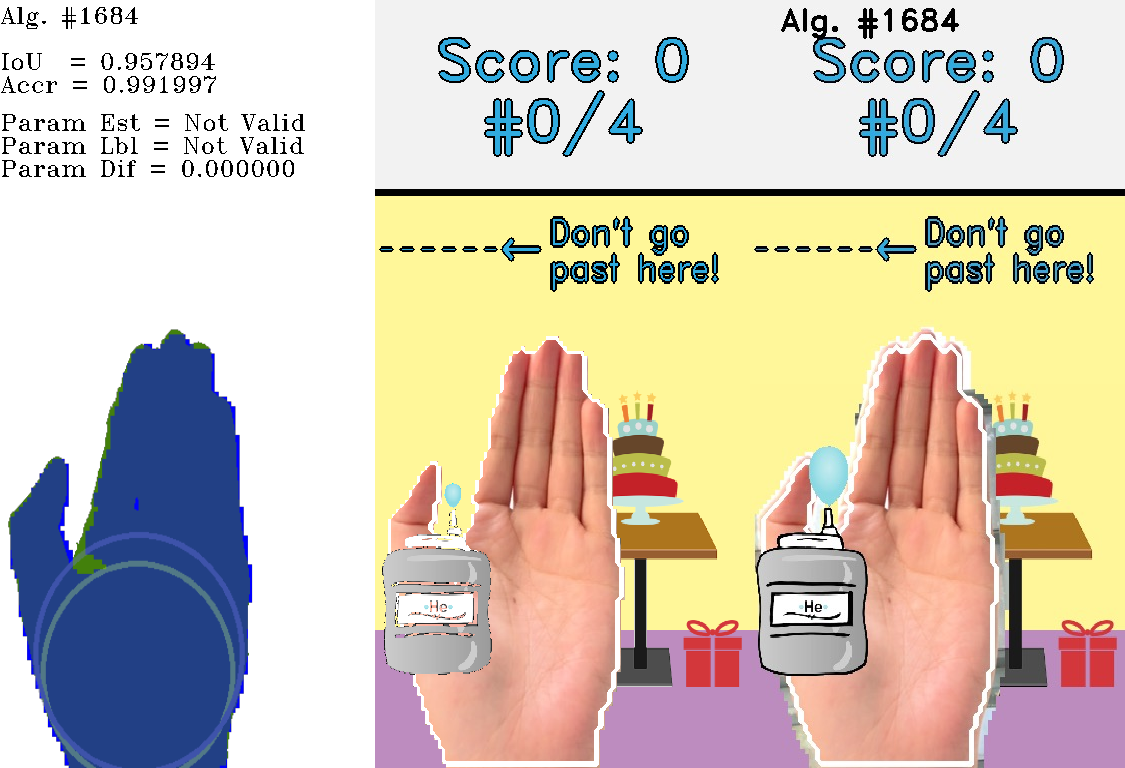 Alg. #1684
IoU = 0.957894
Accr = 0.991997
Param Est = Not Valid
Param Lbl = Not Valid
Param Dif = 0.000000
Score: 0
#0/4
Don't go
past here!
He
Alg. #1684
Score: 0
#0/4
Don't go
past here!
He